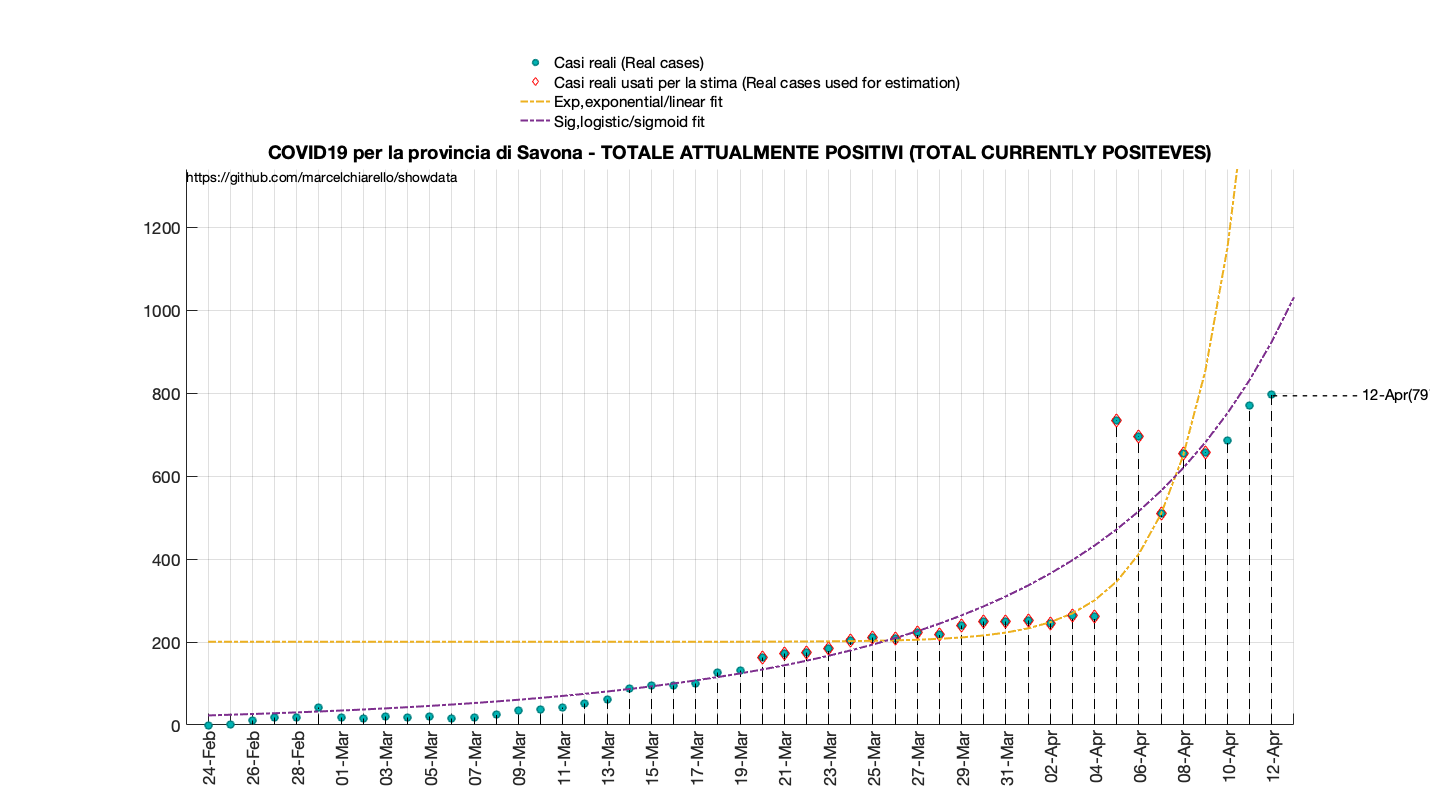 Casi reali (Real cases)
Casi reali usati per la stima (Real cases used for estimation)
Exp,exponential/linear fit
Sig,logistic/sigmoid fit
COVID19 per la provincia di Savona - TOTALE ATTUALMENTE POSITIVI (TOTAL CURRENTLY POSITEVES)
https://github.com/marcelchiarello/showdata
1200
1000
800
12-Apr(79
600
400
200
0
24-Feb
26-Feb
28-Feb
01-Mar
03-Mar
05-Mar
07-Mar
09-Mar
11-Mar
13-Mar
15-Mar
17-Mar
19-Mar
21-Mar
23-Mar
25-Mar
27-Mar
29-Mar
31-Mar
02-Apr
04-Apr
06-Apr
08-Apr
10-Apr
12-Apr